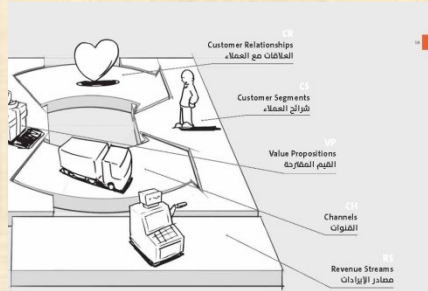 CR
Customer Relationships
العلاقات مع العملاء
CS
Customer Segments
شرائح العملاء
VP
Value Propositions
القيم المقترحة
CH
Channels
القنوات
RS
Revenue Streams
مصادر الإيرادات